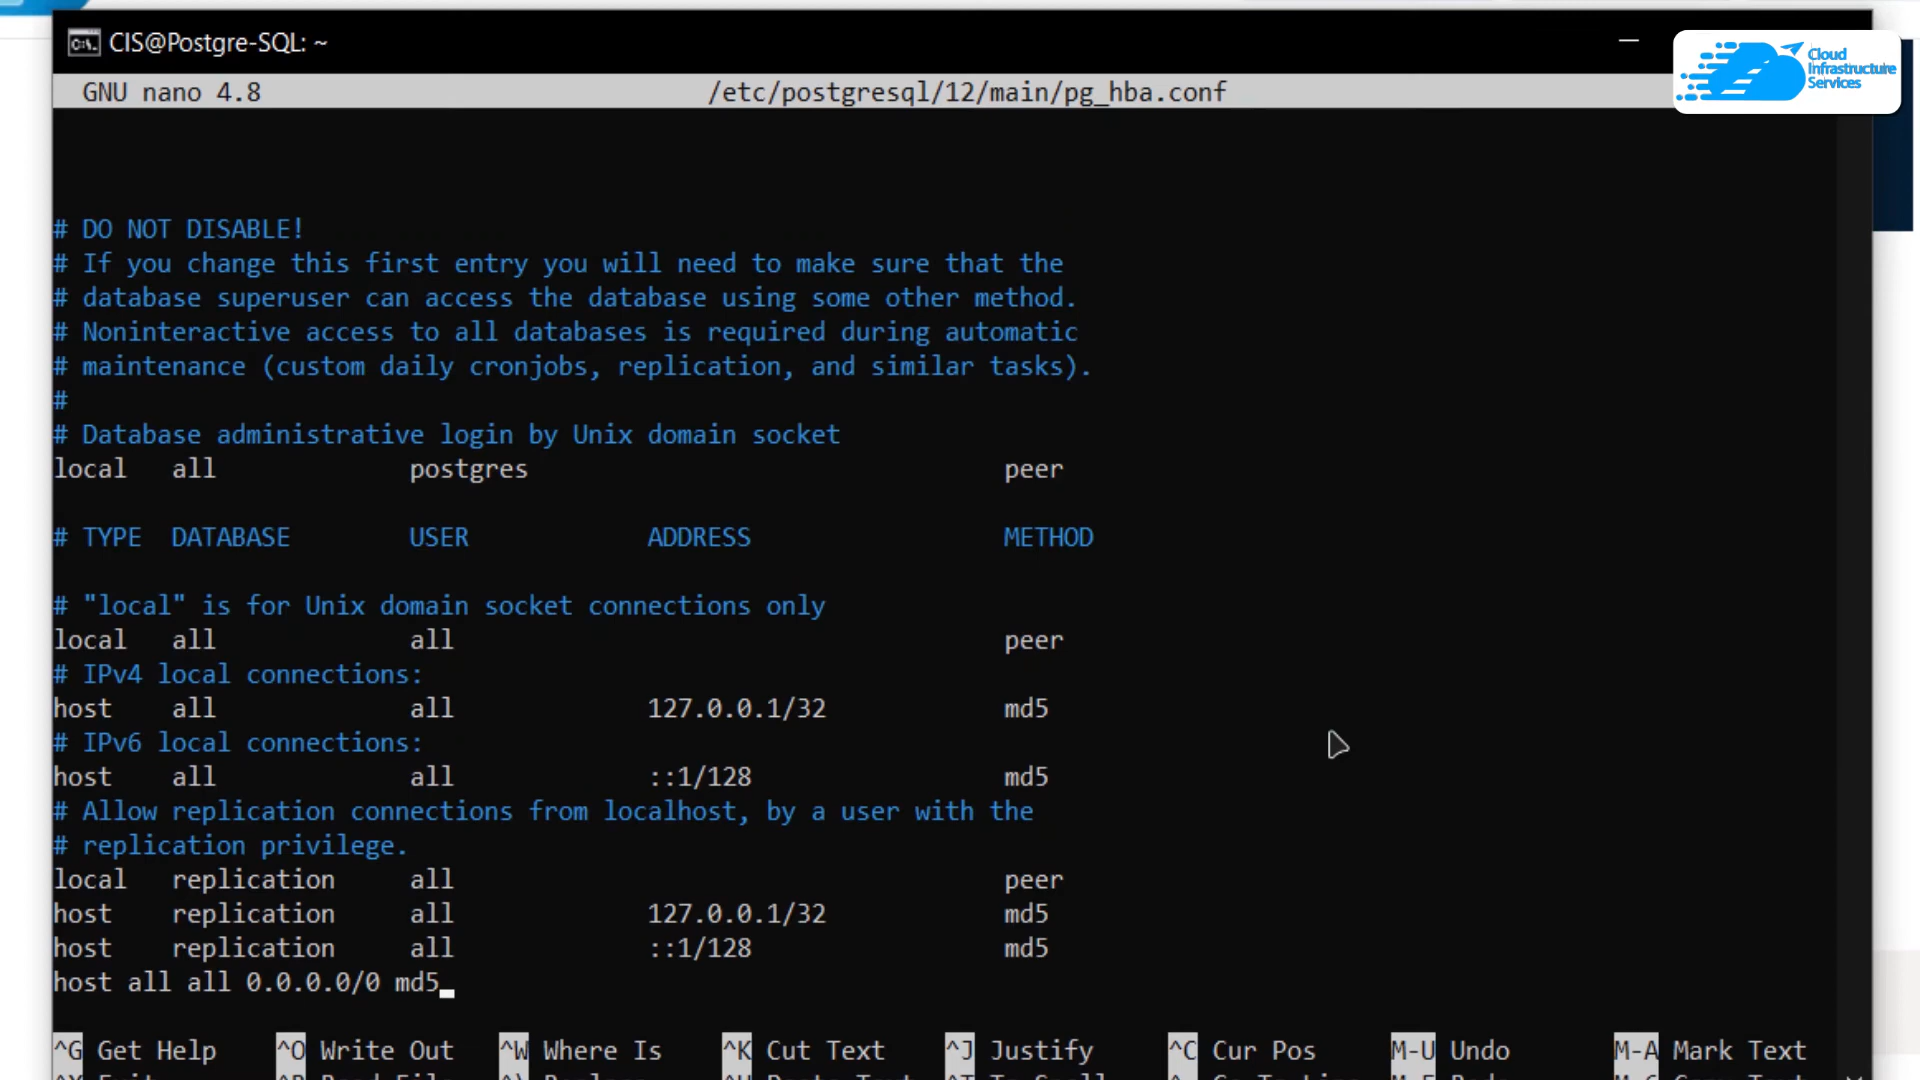 CIS@Postgre-SQL: ~
Cloud
Infrastructure
Services
GNU nano 4.8 /etc/postgresql/12/main/pg_hba.conf
# DO NOT DISABLE!
# If you change this first entry you will need to make sure that the
# database superuser can access the database using some other method.
# Noninteractive access to all databases is required during automatic
# maintenance (custom daily cronjobs, replication, and similar tasks).
#
# Database administrative login by Unix domain socket
local all postgres peer
# TYPE DATABASE USER ADDRESS METHOD
# "local" is for Unix domain socket connections only
local all all peer
# IPv4 local connections:
host all all 127.0.0.1/32 md5
# IPv6 local connections:
host all all ::1/128 md5
# Allow replication connections from localhost, by a user with the
# replication privilege.
local replication all peer
host replication all 127.0.0.1/32 md5
host replication all ::1/128 md5
host all all 0.0.0.0/0 md5
^G Get Help ^O Write Out ^W Where Is ^K Cut Text ^J Justify ^C Cur Pos M-U Undo M-A Mark Text